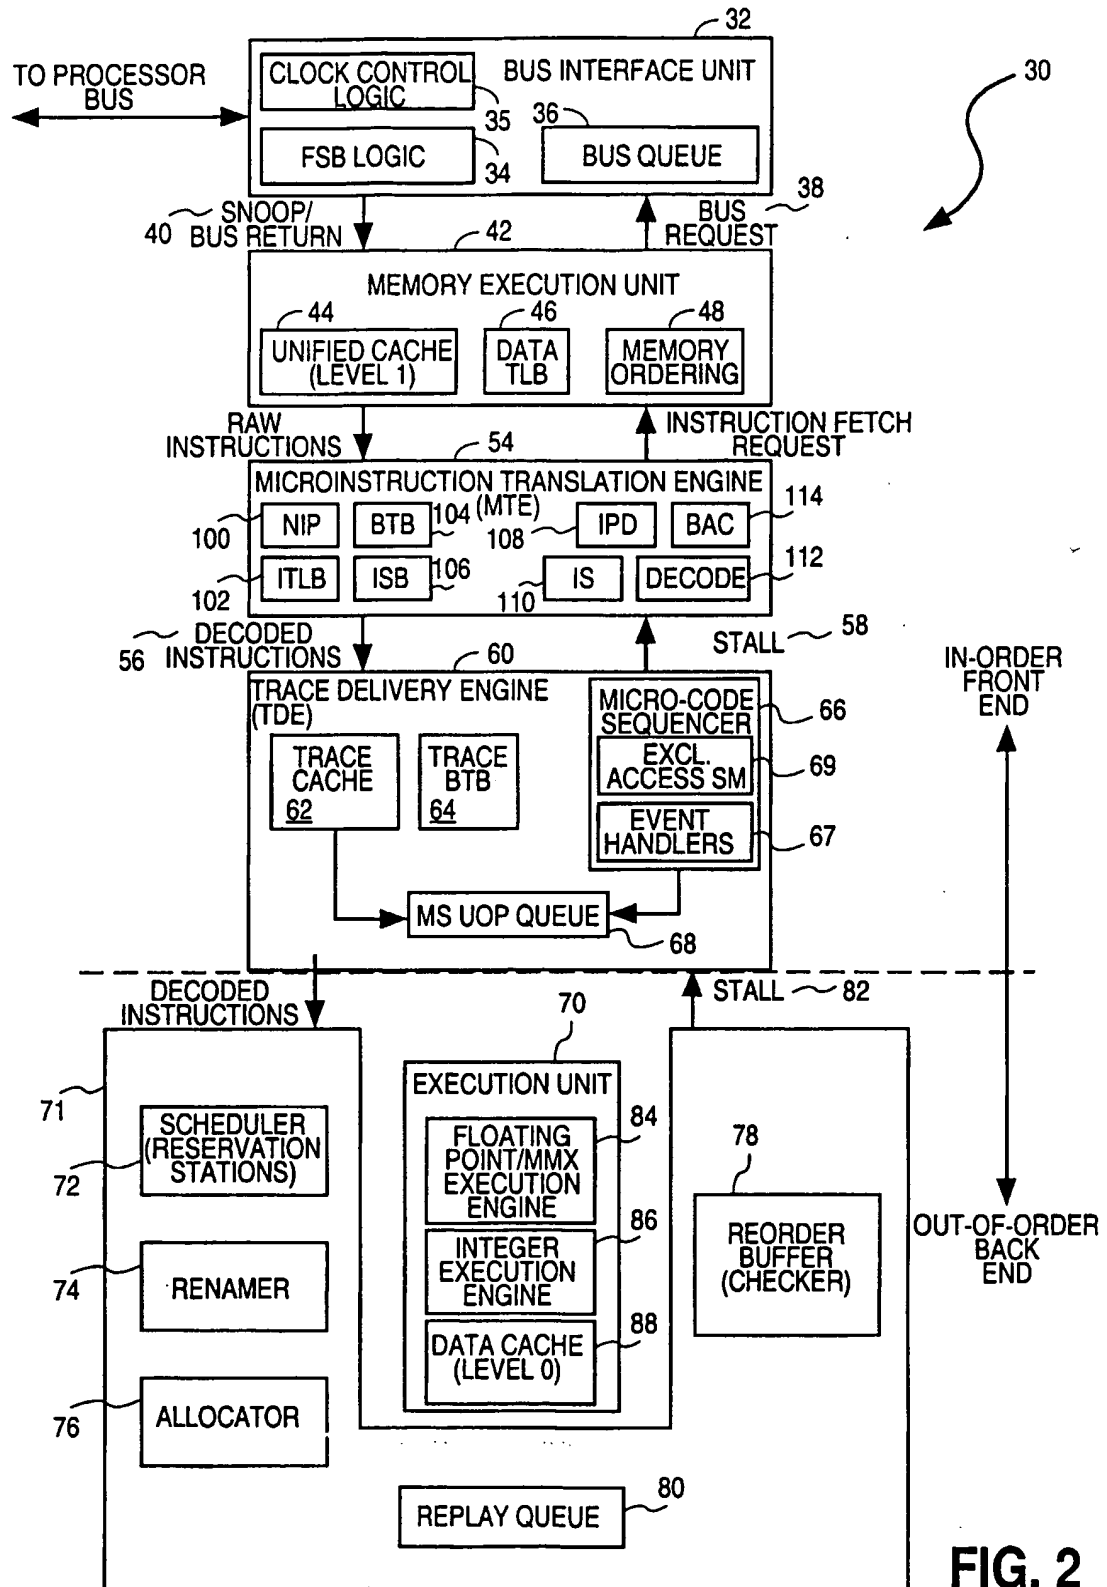 32
CLOCK CONTROL
LOGIC
35
BUS INTERFACE UNIT
TO PROCESSOR
BUS
30
36
FSB LOGIC
34
BUS QUEUE
40
SNOOP/
BUS RETURN
42
BUS
REQUEST
38
MEMORY EXECUTION UNIT
44
46
48
UNIFIED CACHE
(LEVEL 1)
DATA
TLB
MEMORY
ORDERING
RAW
INSTRUCTIONS
54
INSTRUCTION FETCH
REQUEST
MICROINSTRUCTION TRANSLATION ENGINE
(MTE)
100
NIP
BTB
104
108
IPD
BAC
114
102
ITLB
ISB
106
110
IS
DECODE
112
56
DECODED
INSTRUCTIONS
60
STALL
58
IN-ORDER
FRONT
END
TRACE DELIVERY ENGINE
(TDE)
MICRO-CODE
SEQUENCER
66
TRACE
CACHE
62
TRACE
BTB
64
EXCL.
ACCESS SM
69
EVENT
HANDLERS
67
MS UOP QUEUE
68
DECODED
INSTRUCTIONS
STALL
82
70
71
EXECUTION UNIT
SCHEDULER
(RESERVATION
STATIONS)
72
FLOATING
POINT/MMX
EXECUTION
ENGINE
84
78
REORDER
BUFFER
(CHECKER)
OUT-OF-ORDER
BACK
END
74
RENAMER
INTEGER
EXECUTION
ENGINE
86
DATA CACHE
(LEVEL 0)
88
76
ALLOCATOR
REPLAY QUEUE
80
FIG. 2